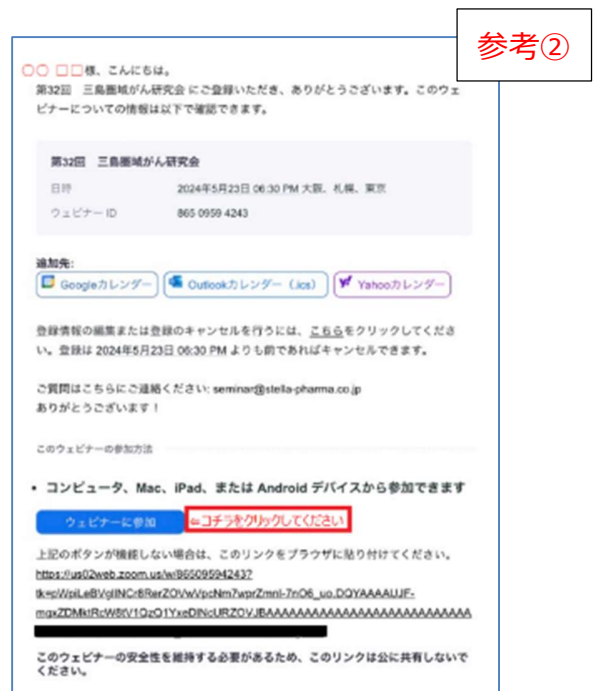 参考②
○○ □□様、こんにちは。
第32回 三島圏域がん研究会 にご登録いただき、ありがとうございます。このウェ
ビナーについての情報は以下で確認できます。
第32回 三島圏域がん研究会
日時 2024年5月23日 06:30 PM 大阪、札幌、東京
ウェビナー ID 865 0959 4243
追加先:
Googleカレンダー Outlookカレンダー (.ics) Yahooカレンダー
登録情報の編集または登録のキャンセルを行うには、こちらをクリックしてくださ
い。登録は 2024年5月23日 06:30 PM よりも前であればキャンセルできます。
ご質問はこちらにご連絡ください: seminar@stella-pharma.co.jp
ありがとうございます！
このウェビナーの参加方法
• コンピュータ、Mac、iPad、または Android デバイスから参加できます
ウェビナーに参加 ⇐コチラをクリックしてください
上記のボタンが機能しない場合は、このリンクをブラウザに貼り付けてください。
https://us02web.zoom.us/w/86509594243?
このウェビナーの安全性を維持する必要があるため、このリンクは公に共有しないで
ください。